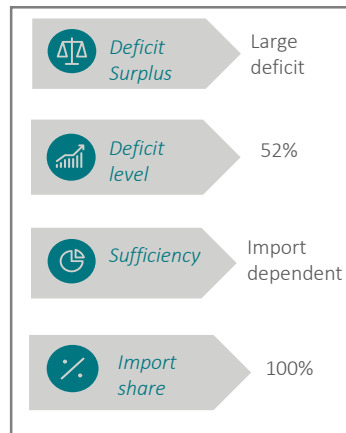 Deficit
Surplus
Large
deficit
Deficit
level
52%
Sufficiency
Import
dependent
Import
share
100%